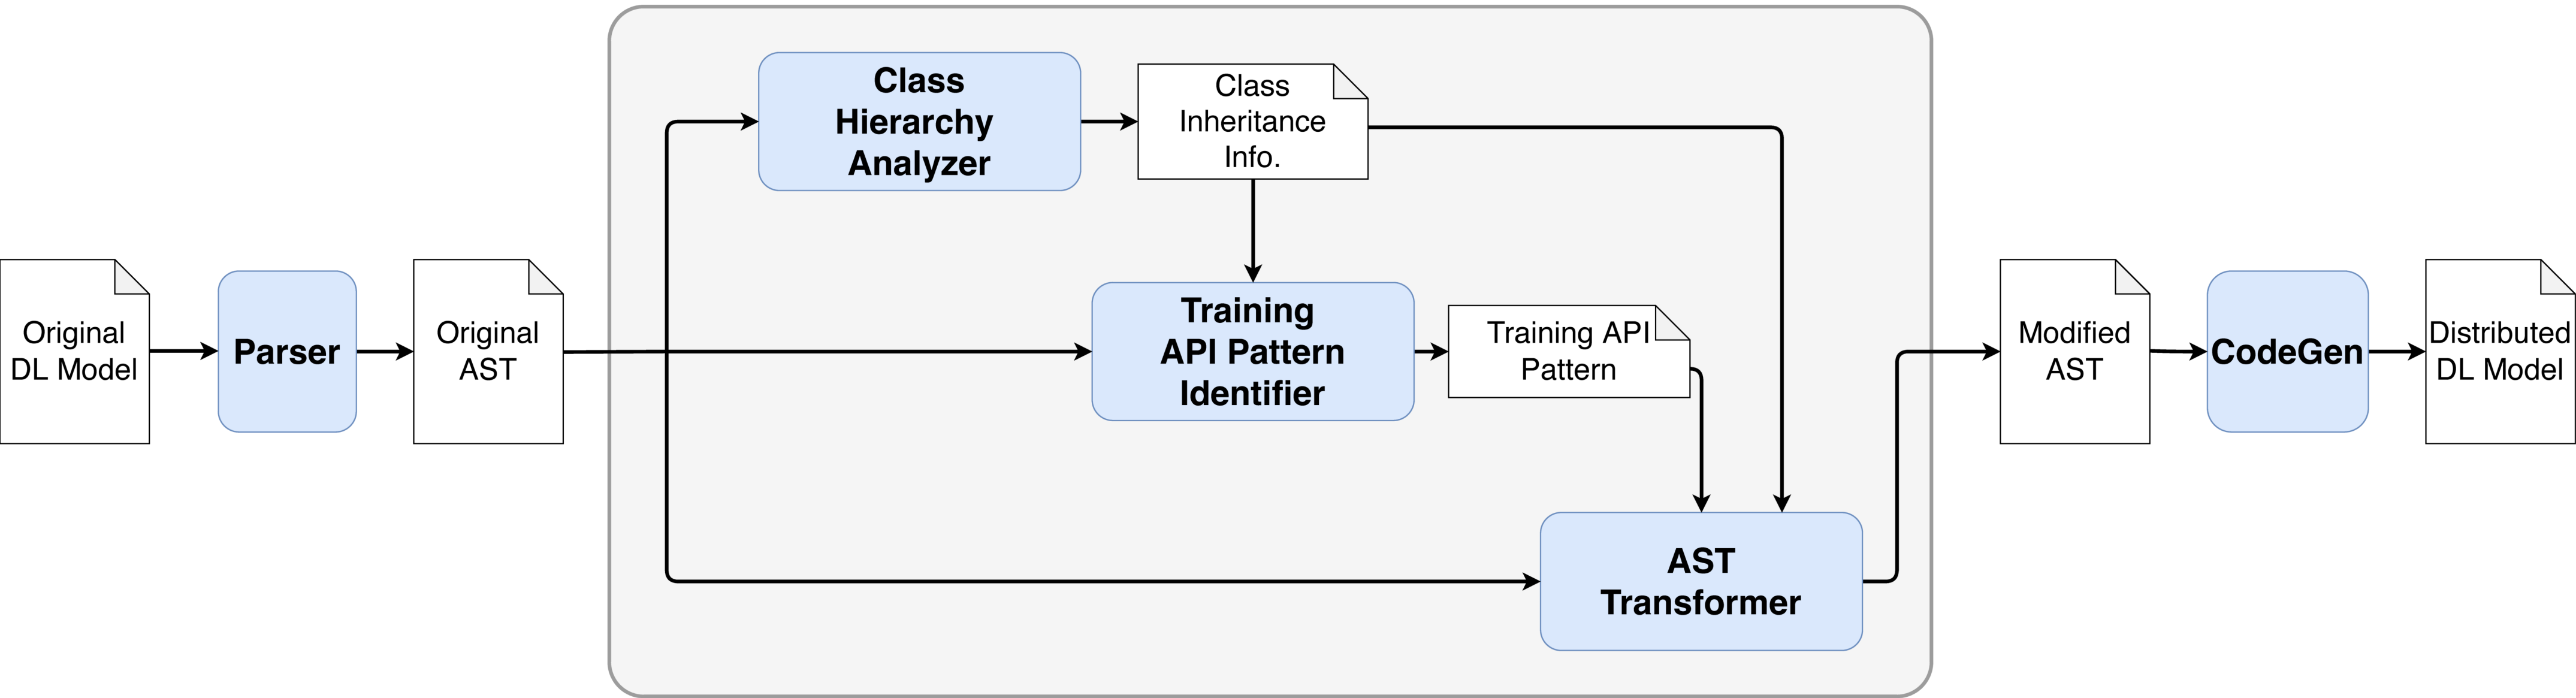 Original
DL Model
Parser
Original
AST
Class
Hierarchy
Analyzer
Class
Inheritance
Info.
Training
API Pattern
Identifier
Training API
Pattern
AST
Transformer
Modified
AST
CodeGen
Distributed
DL Model